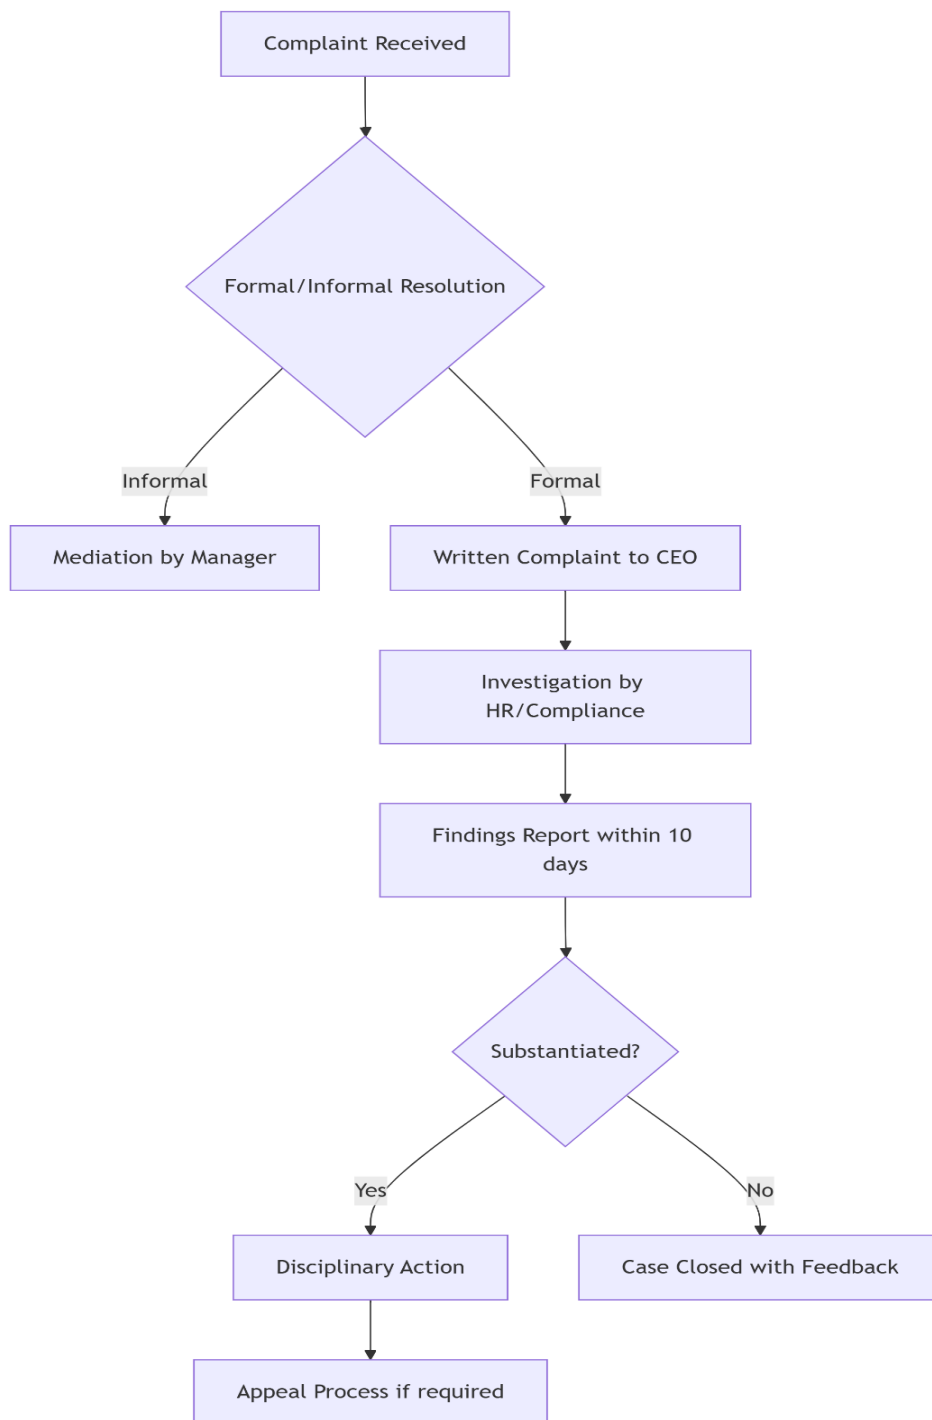 Complaint Received
Formal/Informal Resolution
Informal
Formal
Mediation by Manager
Written Complaint to CEO
Investigation by
HR/Compliance
Findings Report within 10
days
Substantiated?
Yes
No
Disciplinary Action
Case Closed with Feedback
Appeal Process if required